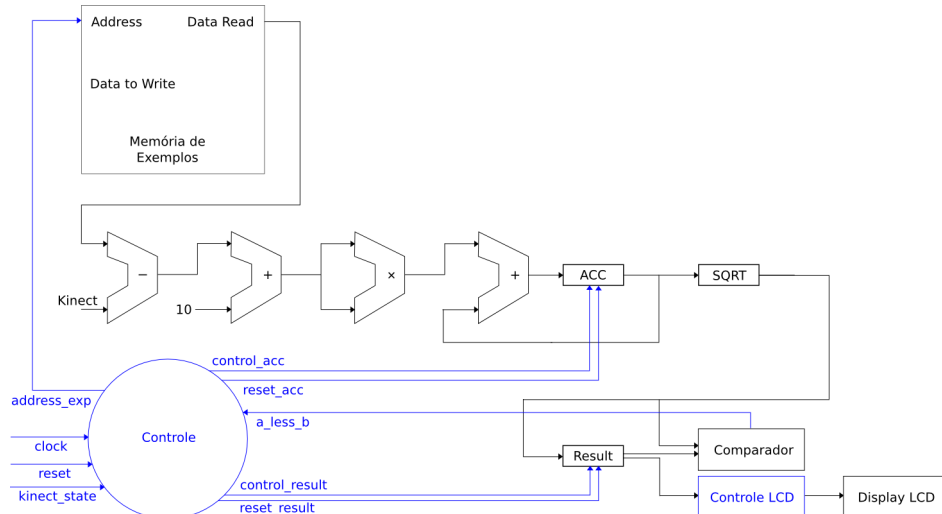 Address
Data Read
Data to Write
Memória de
Exemplos
Kinect
−
10
+
×
+
ACC
SQRT
control_acc
reset_acc
address_exp
a_less_b
Controle
clock
reset
kinect_state
control_result
reset_result
Result
Comparador
Controle LCD
Display LCD